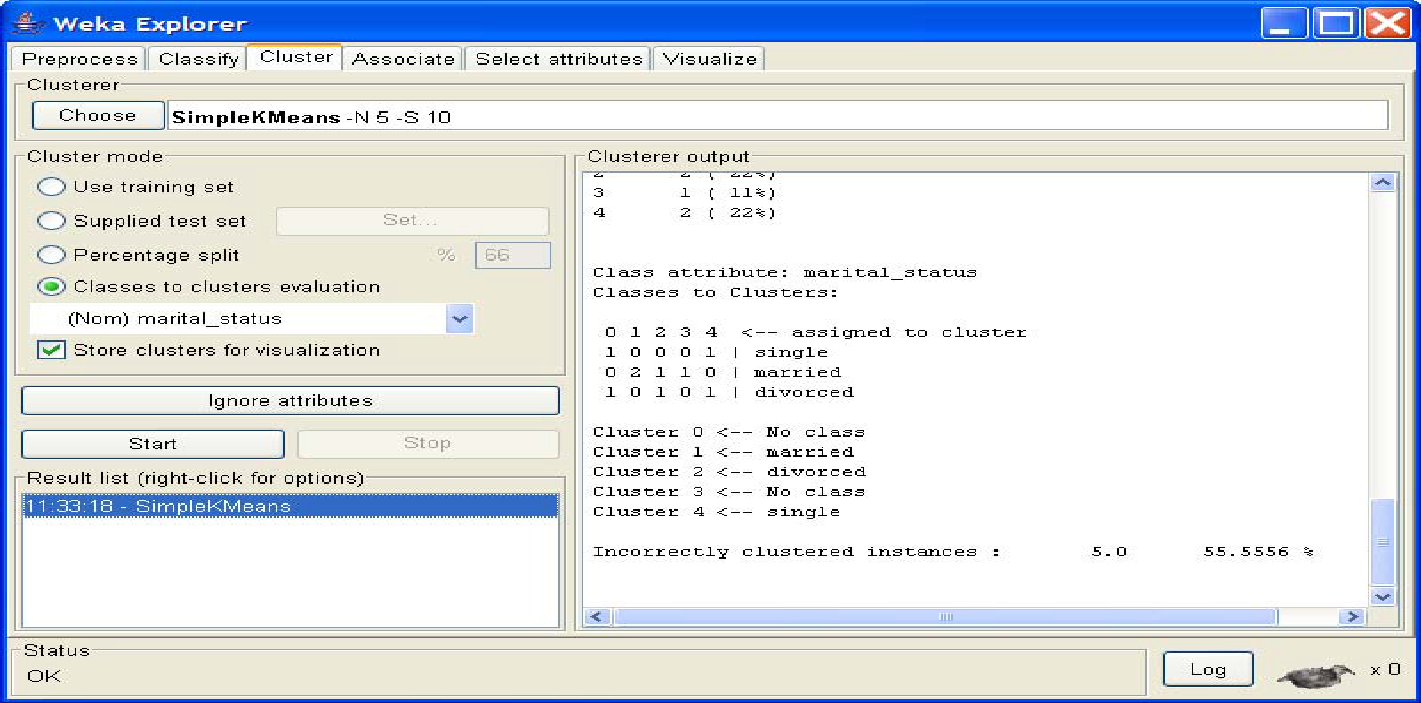 Weka Explorer
Preprocess Classify Cluster Associate Select attributes Visualize
Clusterer
Choose SimpleKMeans -N 5 -S 10
Cluster mode
Use training set
Supplied test set Set...
Percentage split % 66
Classes to clusters evaluation
(Nom) marital_status
Store clusters for visualization
Ignore attributes
Start Stop
Result list (right-click for options)
11:33:18 - SimpleKMeans
Clusterer output
2 2 ( 22%)
3 1 ( 11%)
4 2 ( 22%)
Class attribute: marital_status
Classes to Clusters:
0 1 2 3 4 <-- assigned to cluster
1 0 0 0 1 | single
0 2 1 1 0 | married
1 0 1 0 1 | divorced
Cluster 0 <-- No class
Cluster 1 <-- married
Cluster 2 <-- divorced
Cluster 3 <-- No class
Cluster 4 <-- single
Incorrectly clustered instances : 5.0 55.5556 %
Status
OK
Log x 0